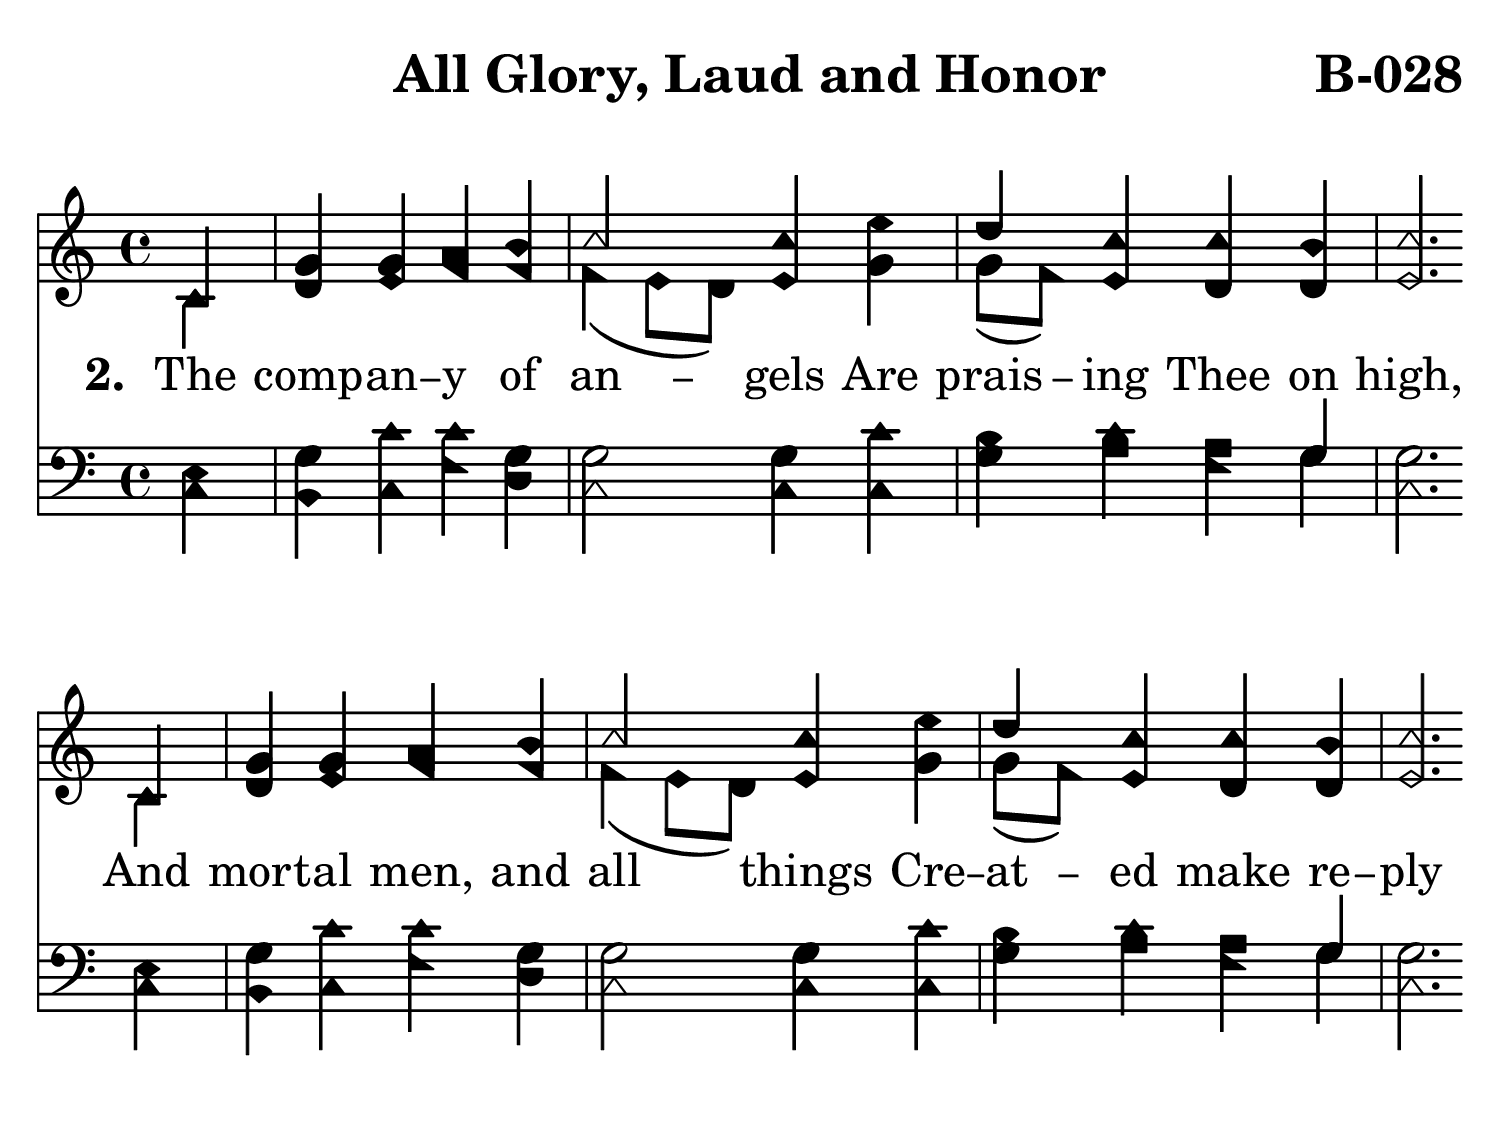 All Glory, Laud and Honor B-028
2. The compan–y of an – gels Are prais – ing Thee on high,
And mortal men, and all things Cre–at – ed make re–ply